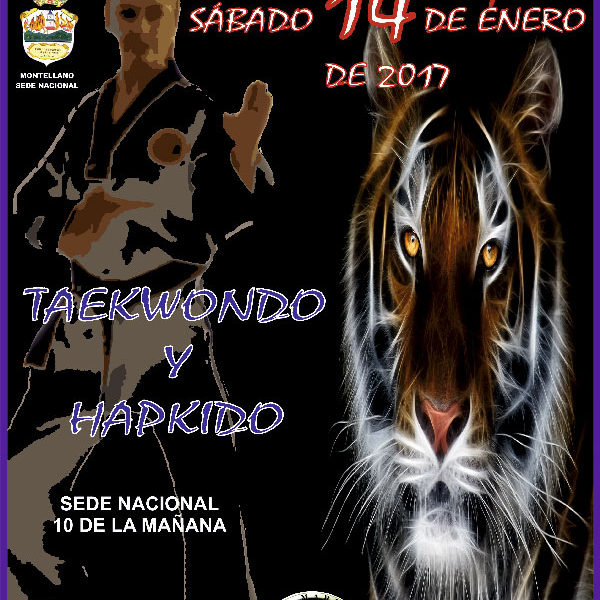 SÁBADO 14 DE ENERO
DE 2017
MONTELLANO
SEDE NACIONAL
TAEKWONDO
Y
HAPKIDO
SEDE NACIONAL
10 DE LA MAÑANA